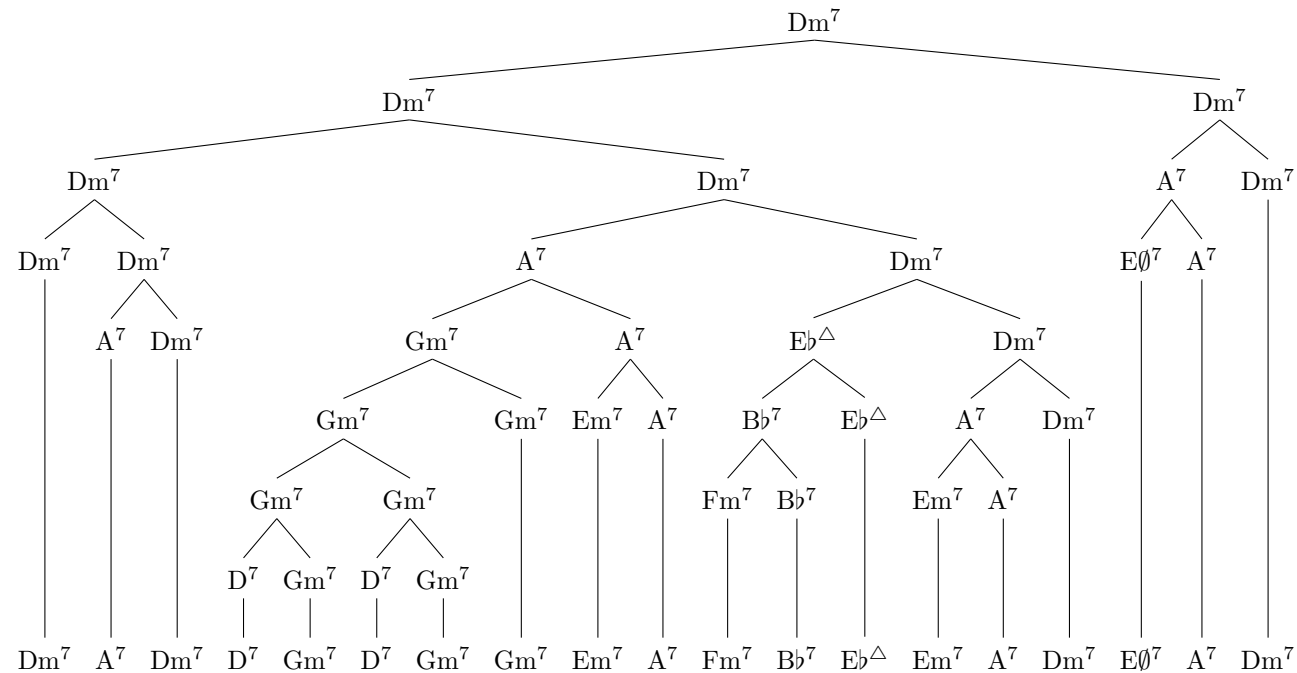 Dm⁷
Dm⁷ Dm⁷
Dm⁷ Dm⁷ A⁷ Dm⁷
Dm⁷ Dm⁷ A⁷ Dm⁷ E∅⁷ A⁷
A⁷ Dm⁷ Gm⁷ A⁷ E♭△ Dm⁷
Gm⁷ Gm⁷ Em⁷ A⁷ B♭⁷ E♭△ A⁷ Dm⁷
Gm⁷ Gm⁷ Fm⁷ B♭⁷ Em⁷ A⁷
D⁷ Gm⁷ D⁷ Gm⁷
Dm⁷ A⁷ Dm⁷ D⁷ Gm⁷ D⁷ Gm⁷ Gm⁷ Em⁷ A⁷ Fm⁷ B♭⁷ E♭△ Em⁷ A⁷ Dm⁷ E∅⁷ A⁷ Dm⁷